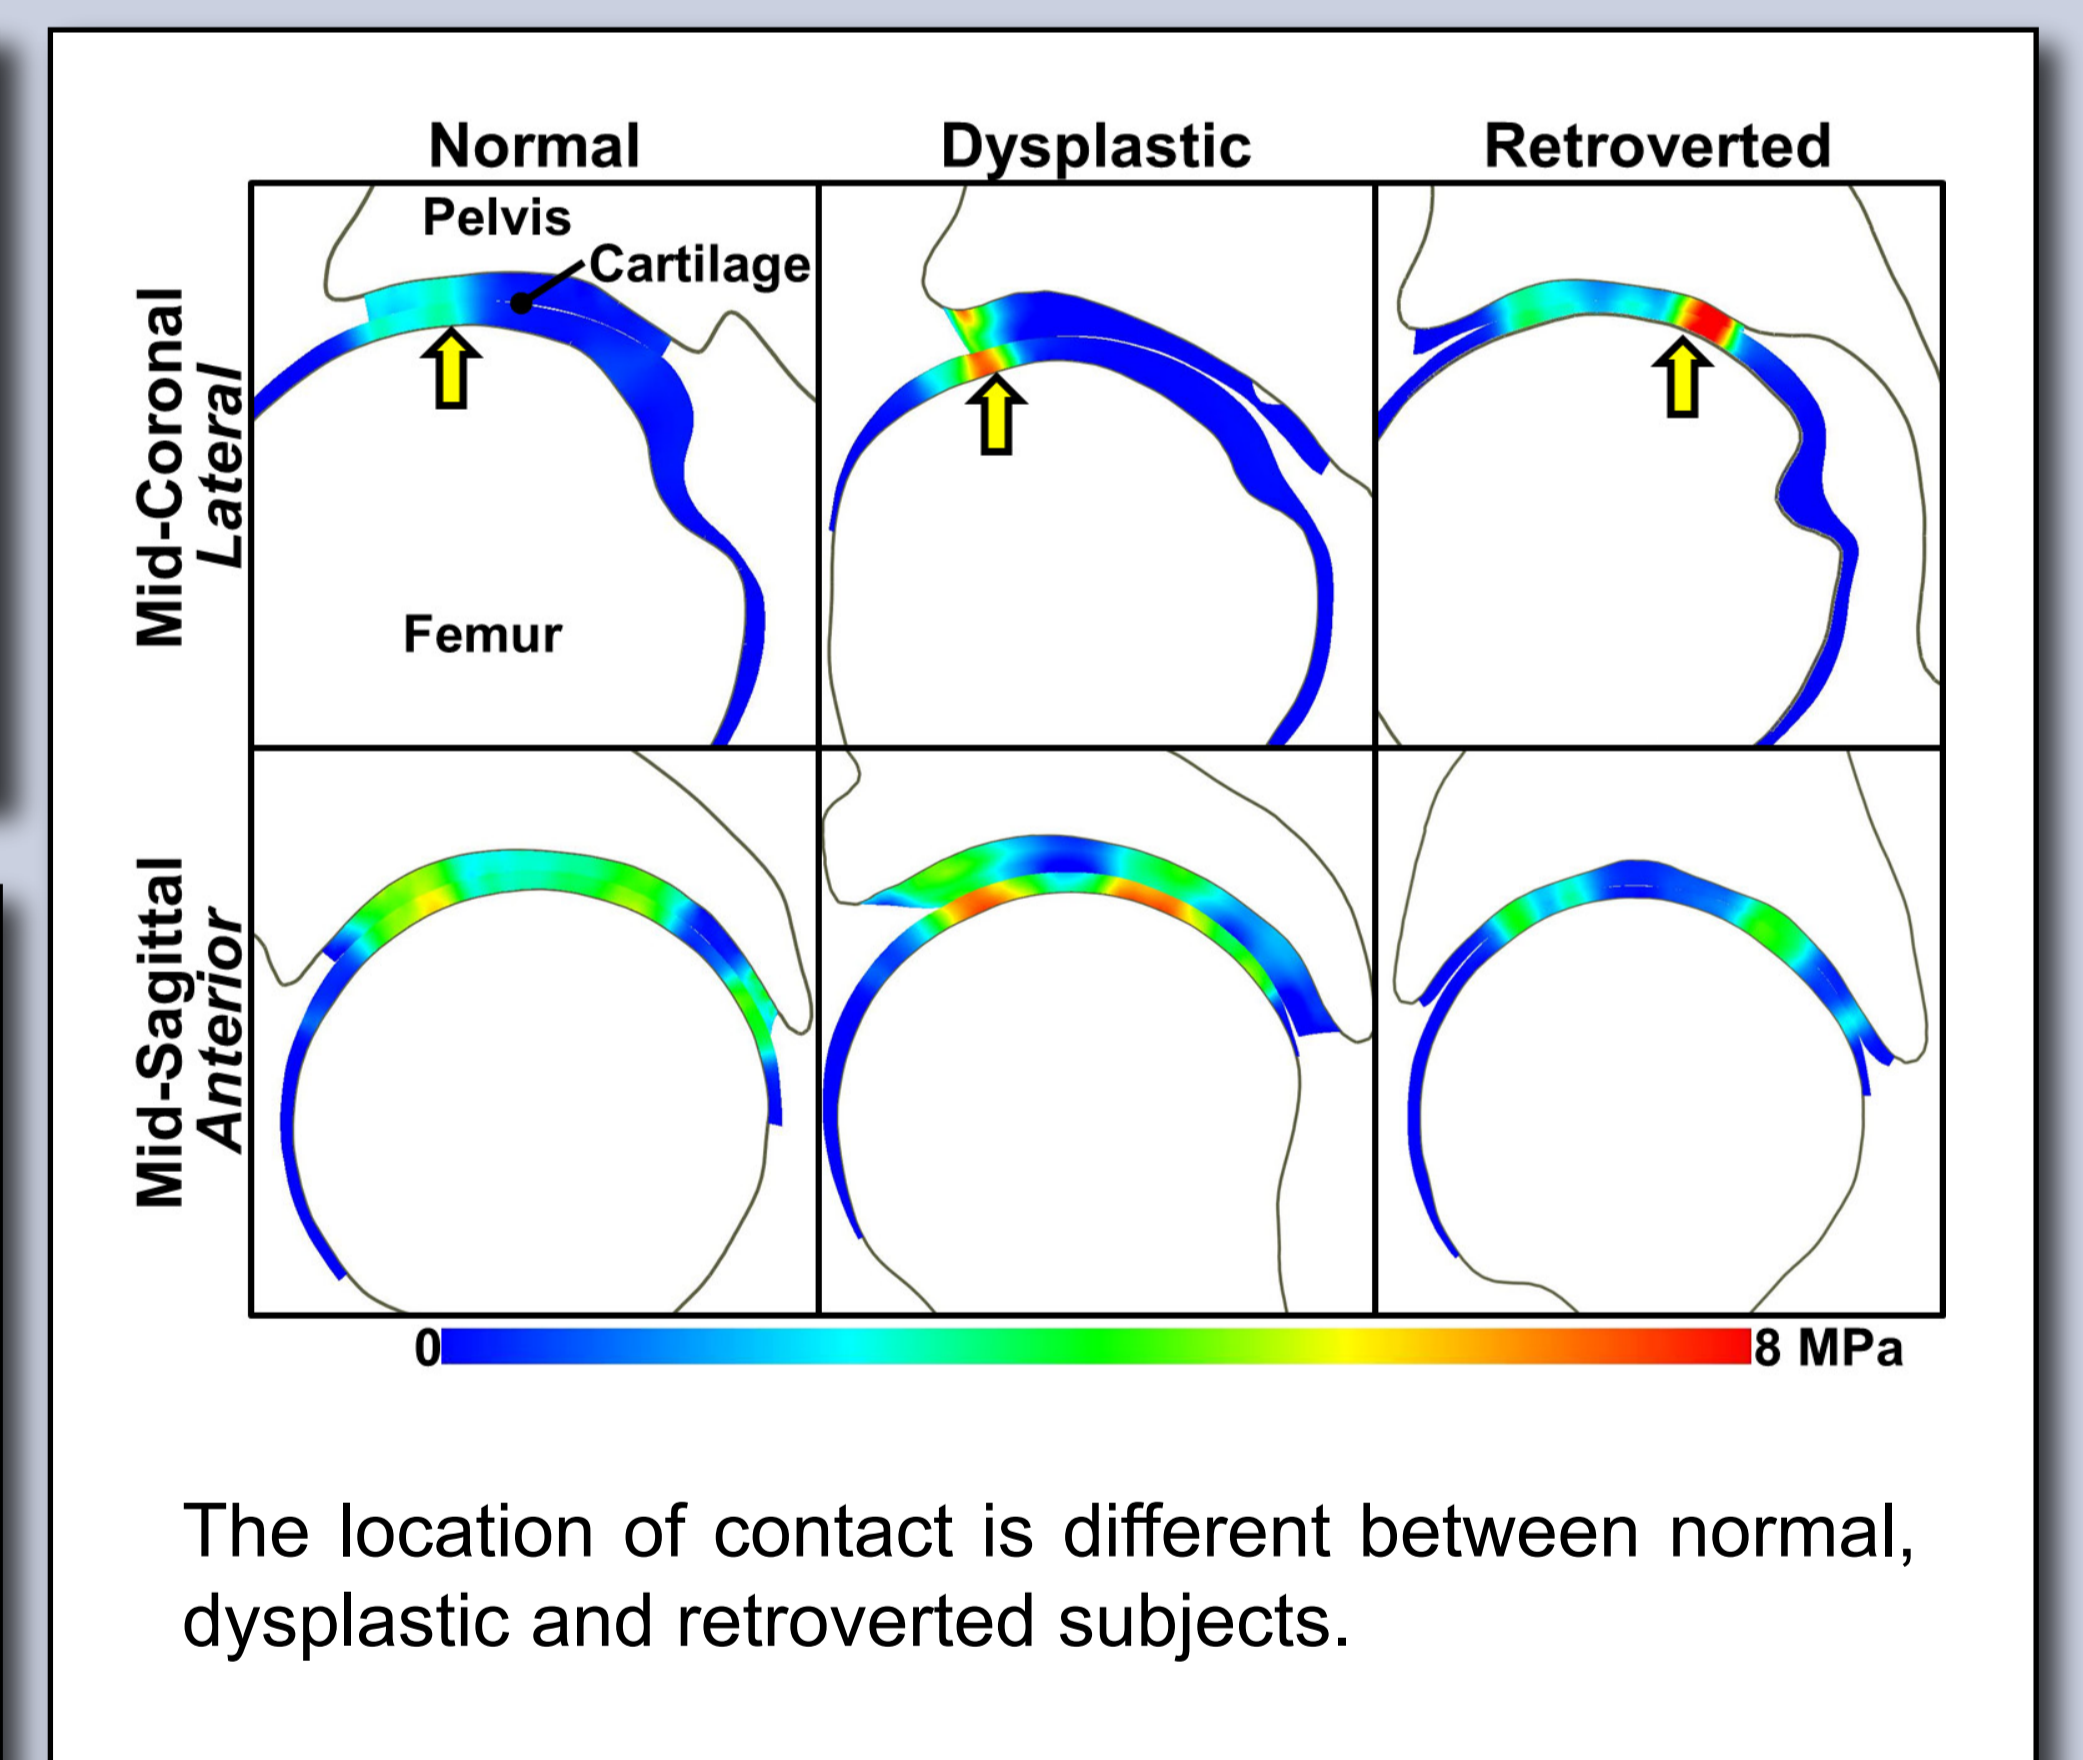 Normal
Dysplastic
Retroverted
Mid-Coronal
Lateral
Pelvis
Cartilage
Femur
Mid-Sagittal
Anterior
0
8 MPa
The location of contact is different between normal,
dysplastic and retroverted subjects.